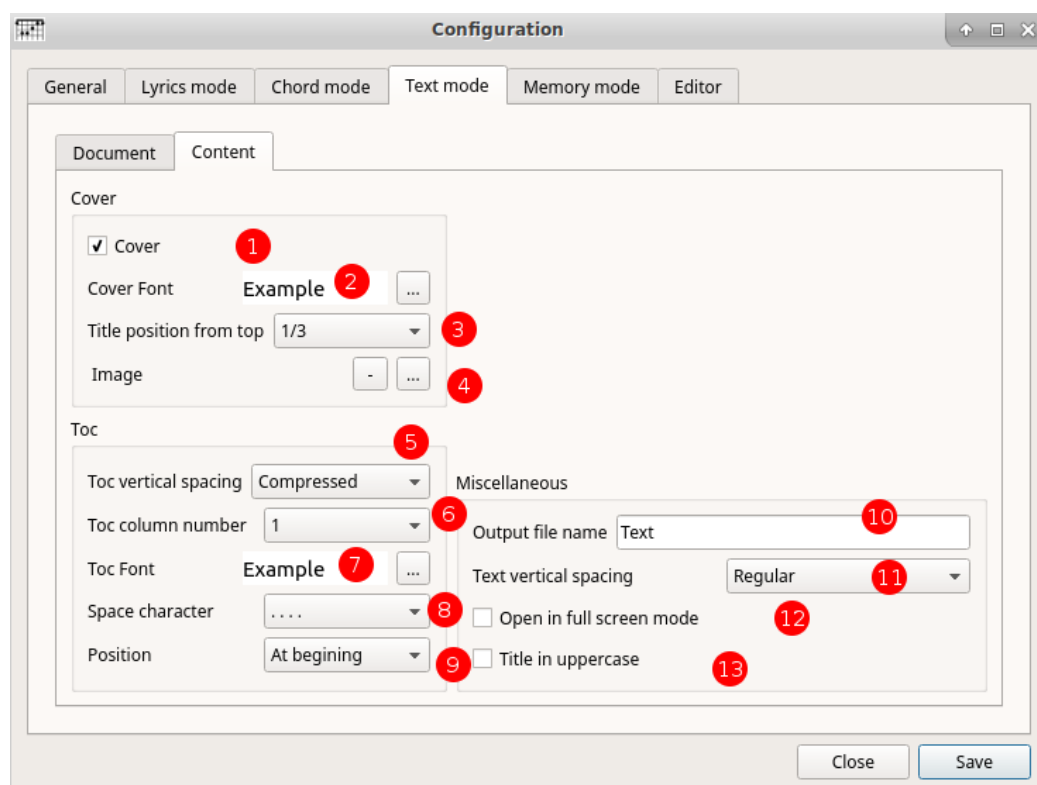 Configuration
General Lyrics mode Chord mode Text mode Memory mode Editor
Document Content
Cover
Cover 1
Cover Font Example 2 ...
Title position from top 1/3 3
Image - ... 4
Toc
5
Toc vertical spacing Compressed
Toc column number 1 6
Toc Font Example 7 ...
Space character .... 8
Position At begining 9
Miscellaneous
Output file name Text 10
Text vertical spacing Regular 11
Open in full screen mode 12
Title in uppercase 13
Close Save